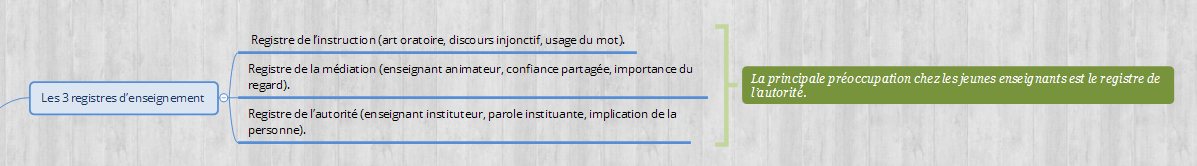 Les 3 registres d’enseignement
Registre de l’instruction (art oratoire, discours injonctif, usage du mot).
Registre de la médiation (enseignant animateur, confiance partagée, importance du
regard).
Registre de l’autorité (enseignant instituteur, parole instituante, implication de la
personne).
La principale préoccupation chez les jeunes enseignants est le registre de
l’autorité.